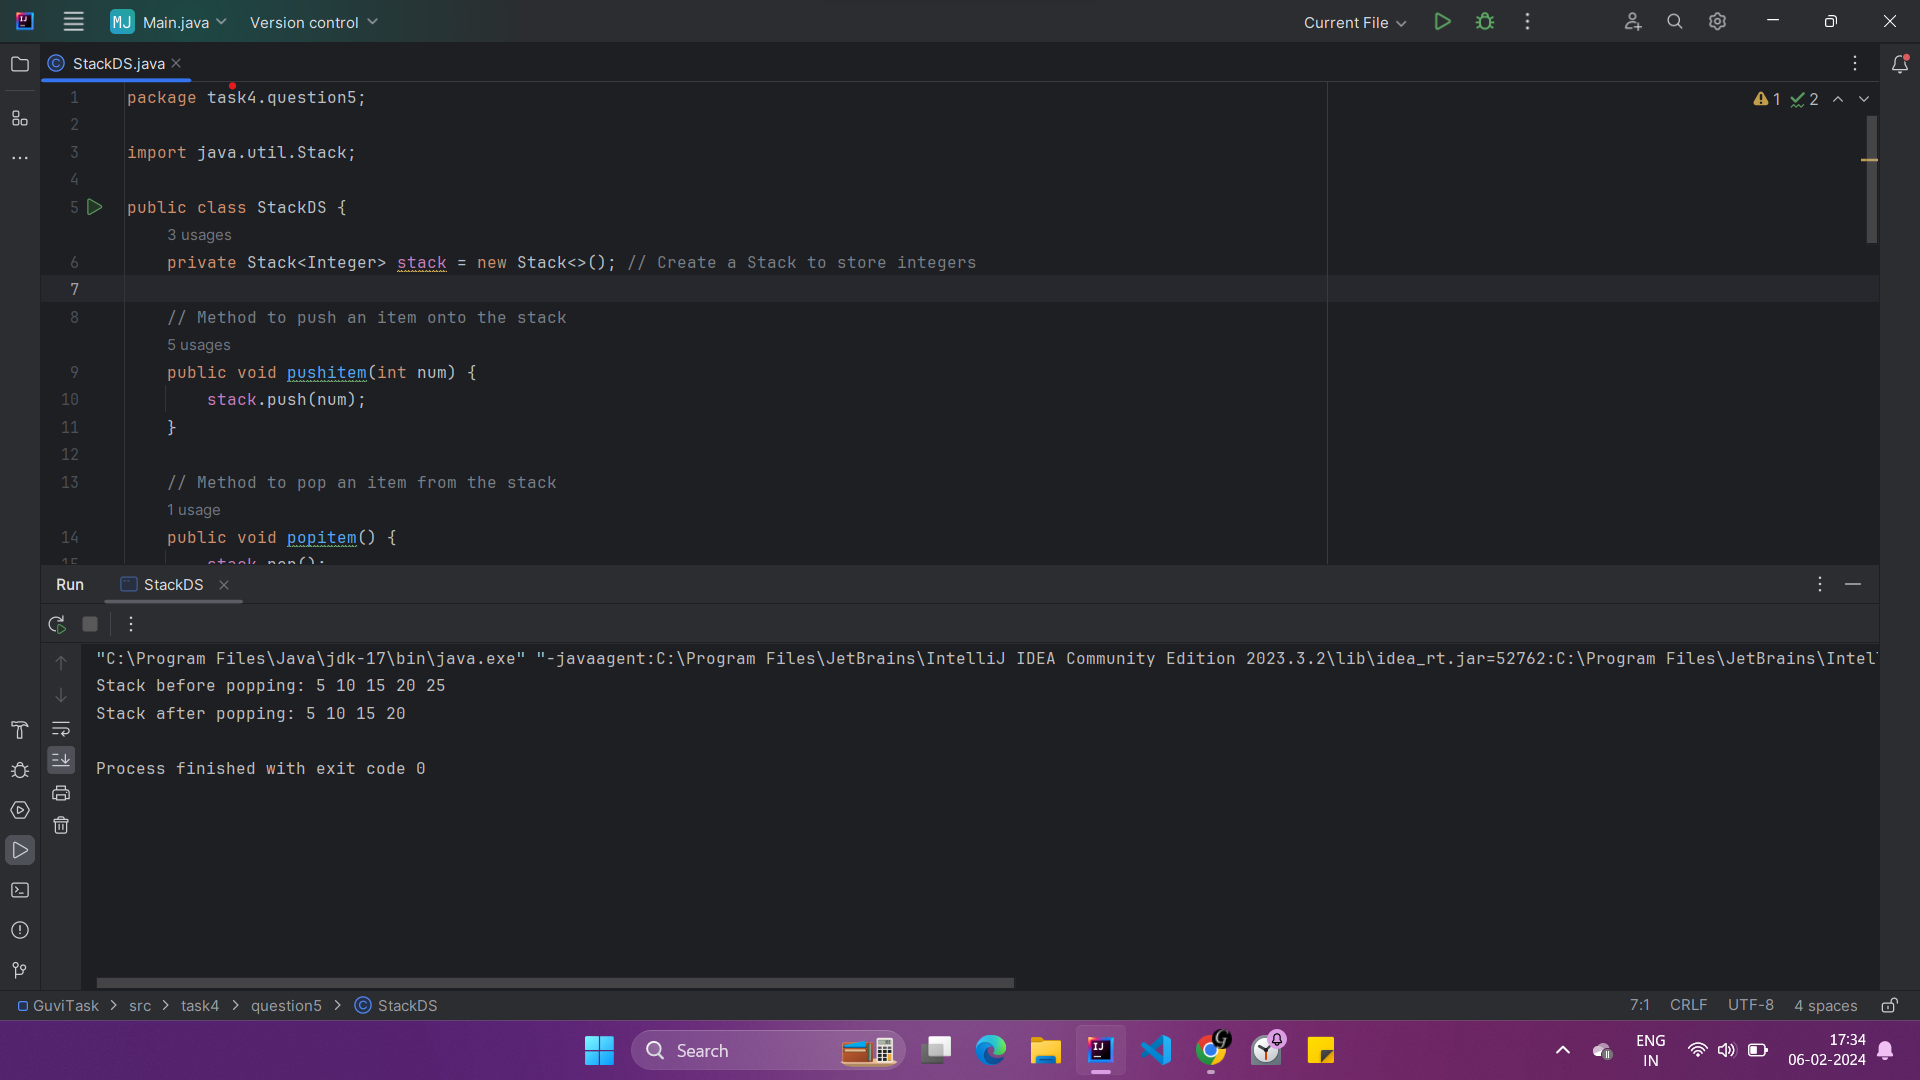 MJ Main.java Version control Current File
StackDS.java
1 package task4.question5; 1 2
2
3 import java.util.Stack;
4
5 public class StackDS {
3 usages
6 private Stack<Integer> stack = new Stack<>(); // Create a Stack to store integers
7
8 // Method to push an item onto the stack
5 usages
9 public void pushitem(int num) {
10 stack.push(num);
11 }
12
13 // Method to pop an item from the stack
1 usage
14 public void popitem() {
15 stack.pop();
Run StackDS
"C:\Program Files\Java\jdk-17\bin\java.exe" "-javaagent:C:\Program Files\JetBrains\IntelliJ IDEA Community Edition 2023.3.2\lib\idea_rt.jar=52762:C:\Program Files\JetBrains\Intel
Stack before popping: 5 10 15 20 25
Stack after popping: 5 10 15 20
Process finished with exit code 0
GuviTask > src > task4 > question5 > StackDS 7:1 CRLF UTF-8 4 spaces
Search
ENG
IN
17:34
06-02-2024